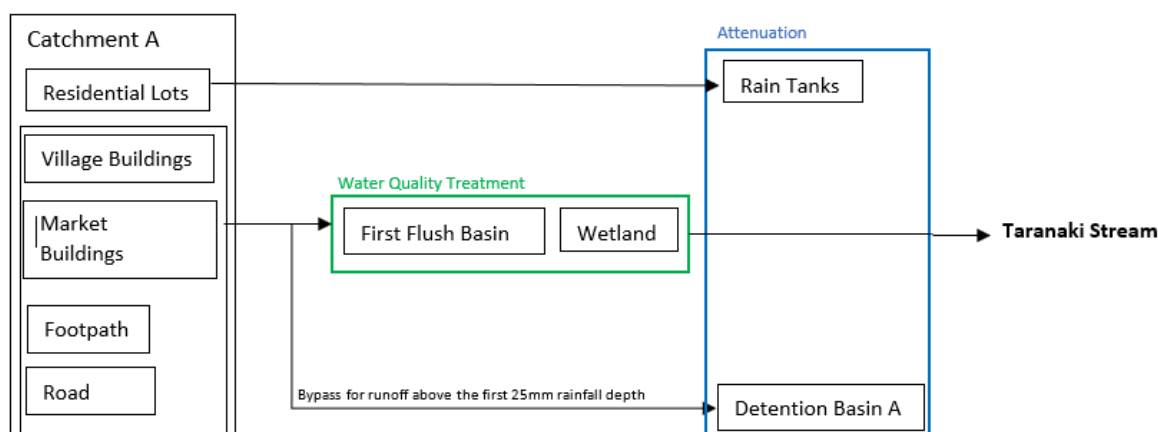 Catchment A
Residential Lots
Village Buildings
Market
Buildings
Footpath
Road
Water Quality Treatment
First Flush Basin
Wetland
Bypass for runoff above the first 25mm rainfall depth
Attenuation
Rain Tanks
Detention Basin A
Taranaki Stream